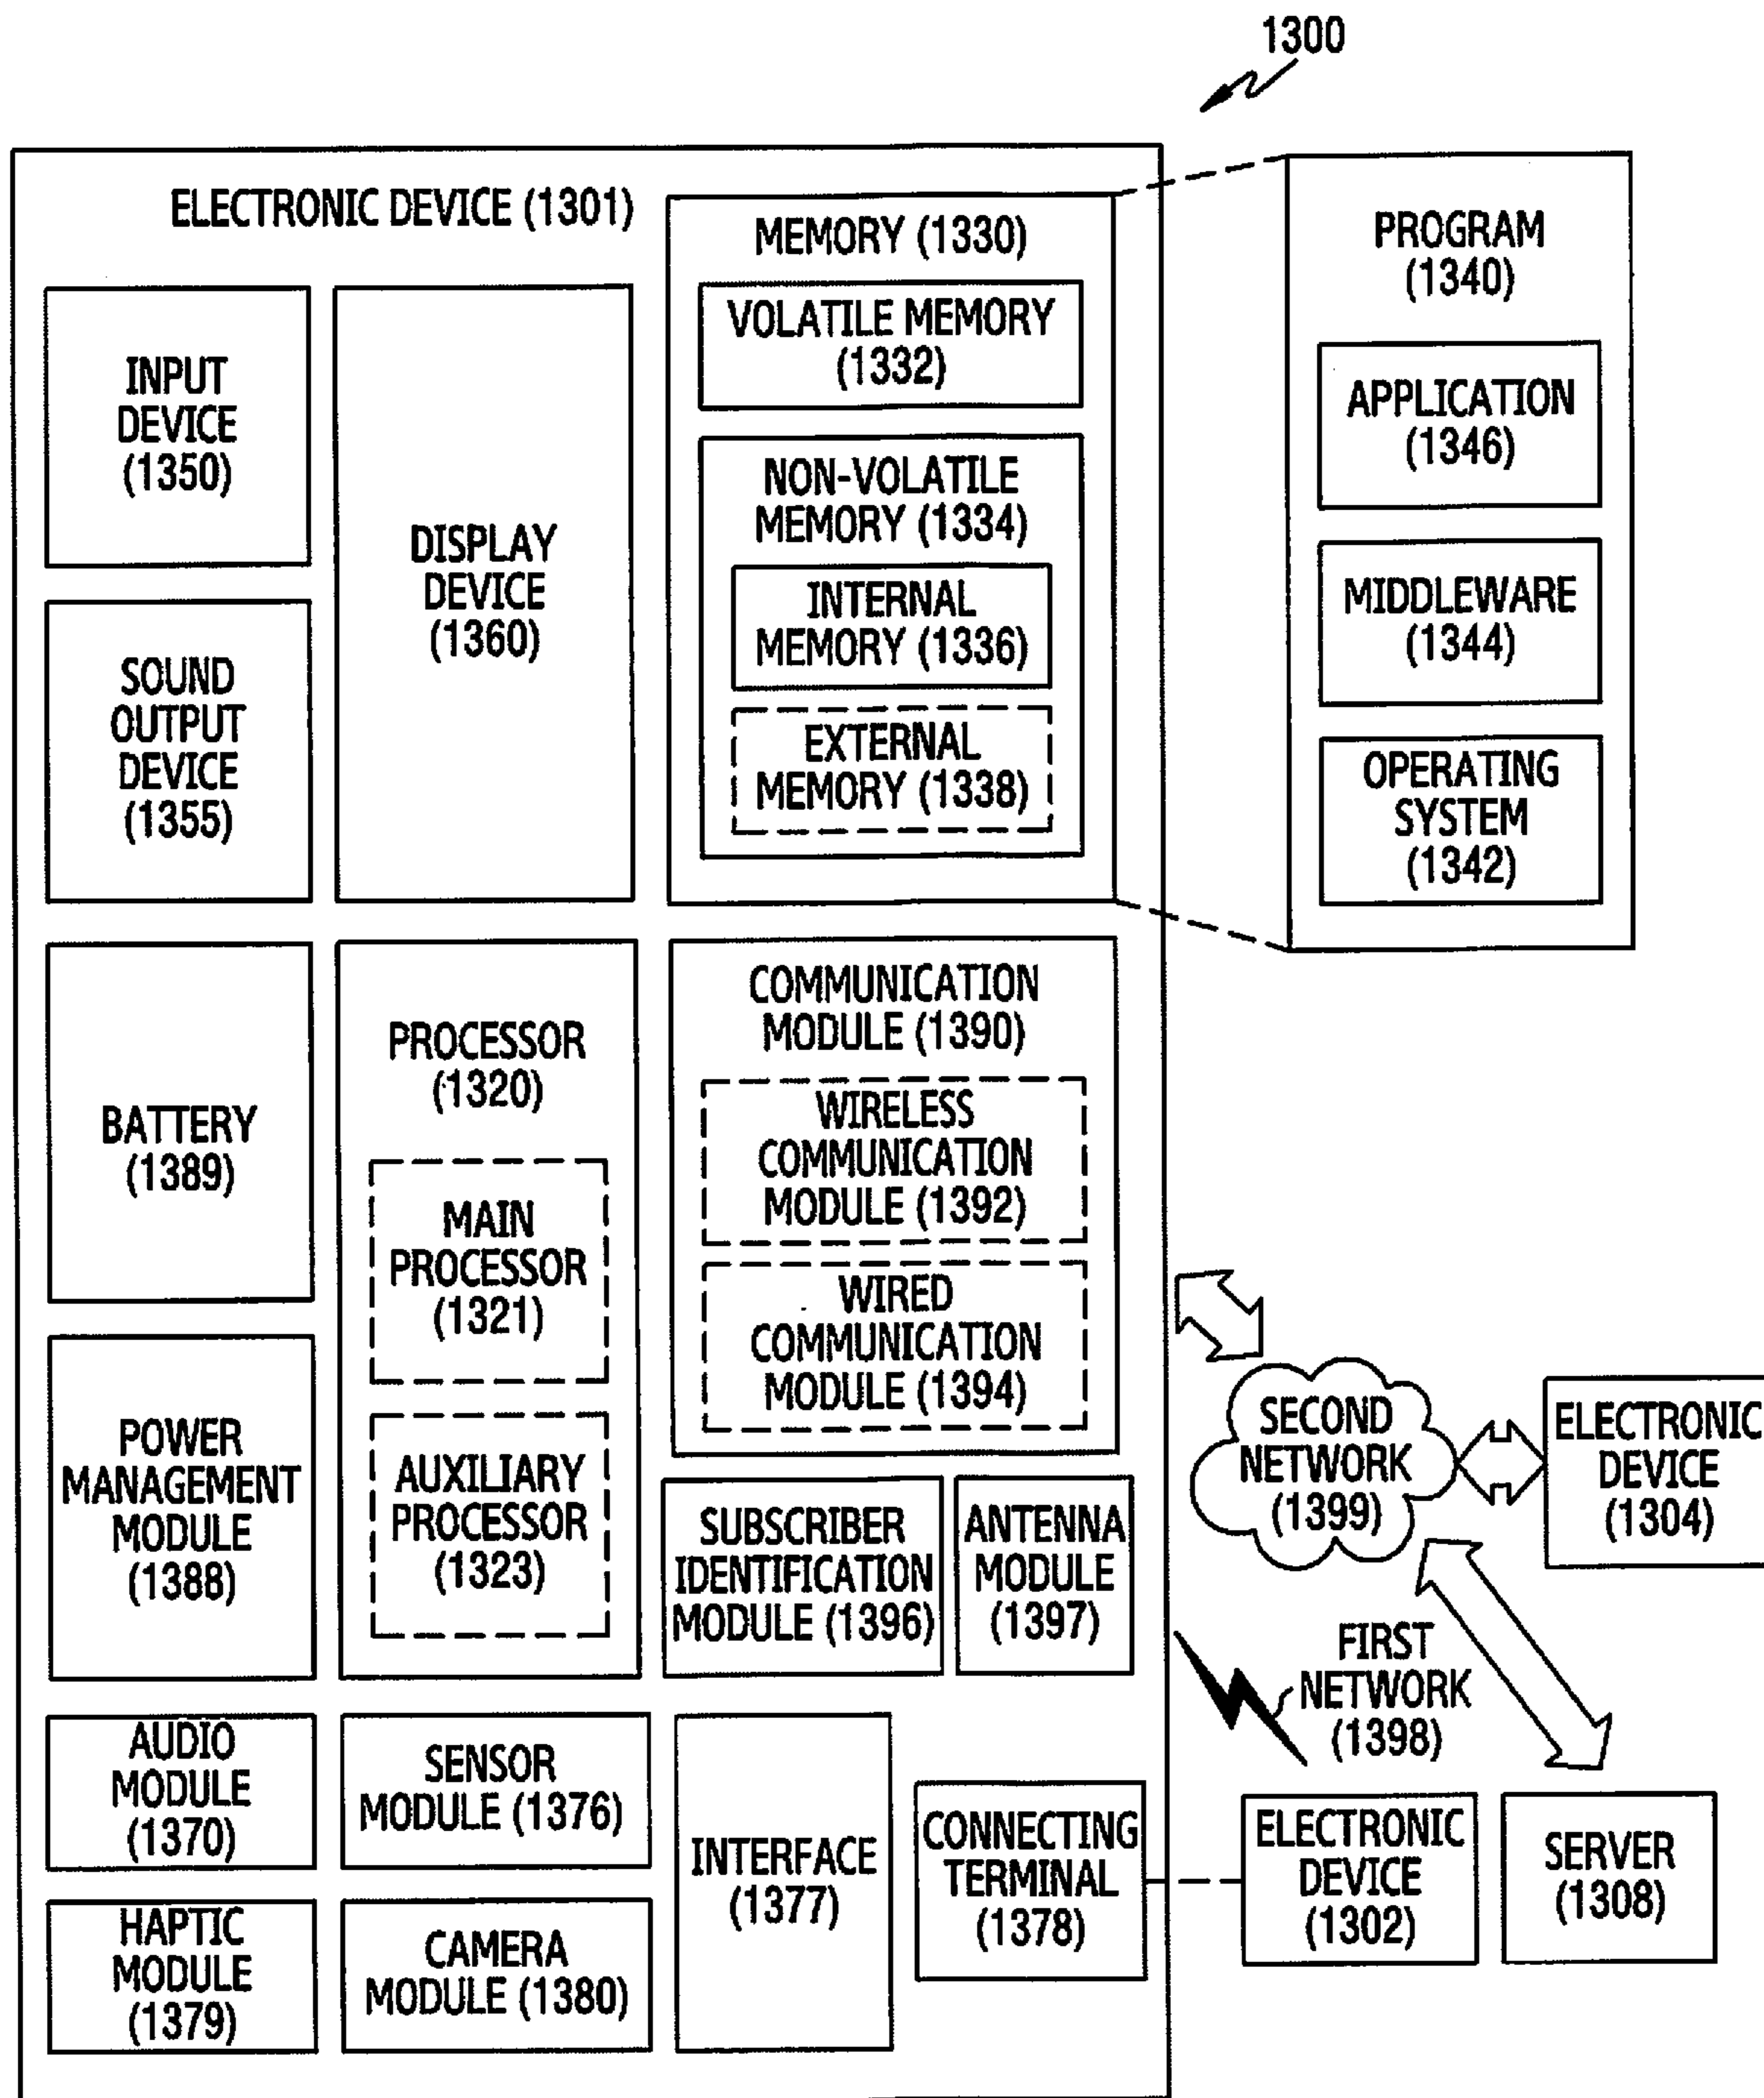 1300
ELECTRONIC DEVICE (1301)
INPUT
DEVICE
(1350)
SOUND
OUTPUT
DEVICE
(1355)
DISPLAY
DEVICE
(1360)
MEMORY (1330)
VOLATILE MEMORY
(1332)
NON-VOLATILE
MEMORY (1334)
INTERNAL
MEMORY (1336)
EXTERNAL
MEMORY (1338)
PROGRAM
(1340)
APPLICATION
(1346)
MIDDLEWARE
(1344)
OPERATING
SYSTEM
(1342)
BATTERY
(1389)
POWER
MANAGEMENT
MODULE
(1388)
PROCESSOR
(1320)
MAIN
PROCESSOR
(1321)
AUXILIARY
PROCESSOR
(1323)
COMMUNICATION
MODULE (1390)
WIRELESS
COMMUNICATION
MODULE (1392)
WIRED
COMMUNICATION
MODULE (1394)
SUBSCRIBER
IDENTIFICATION
MODULE (1396)
ANTENNA
MODULE
(1397)
SECOND
NETWORK
(1399)
ELECTRONIC
DEVICE
(1304)
FIRST
NETWORK
(1398)
AUDIO
MODULE
(1370)
SENSOR
MODULE (1376)
HAPTIC
MODULE
(1379)
CAMERA
MODULE (1380)
INTERFACE
(1377)
CONNECTING
TERMINAL
(1378)
ELECTRONIC
DEVICE
(1302)
SERVER
(1308)